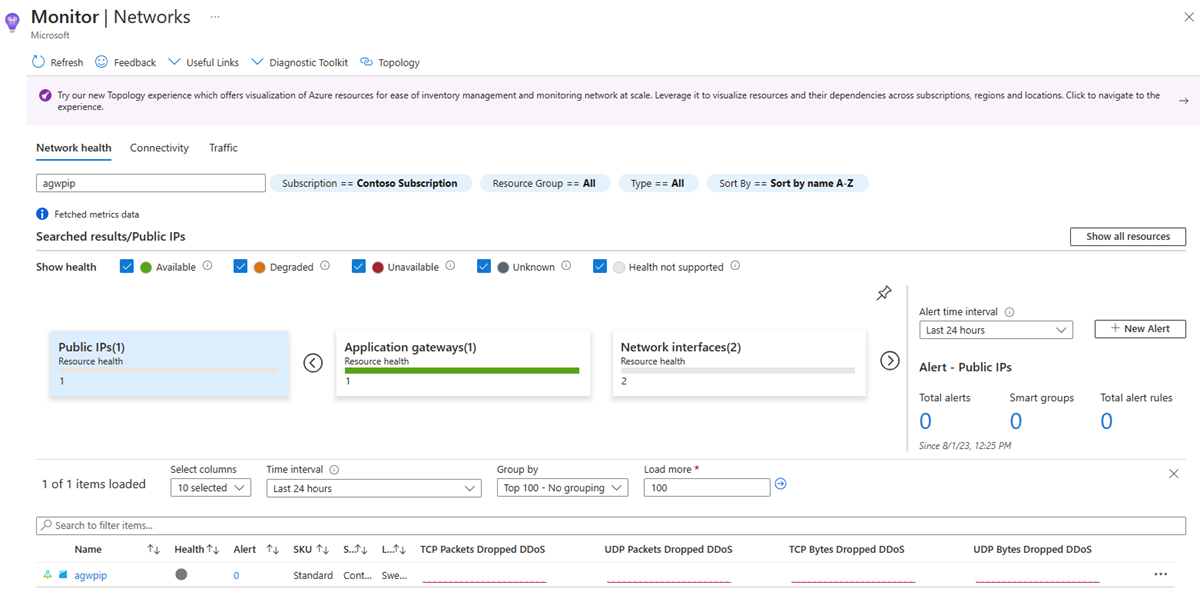 Monitor | Networks ...
Microsoft
Refresh Feedback Useful Links Diagnostic Toolkit Topology
Try our new Topology experience which offers visualization of Azure resources for ease of inventory management and monitoring network at scale. Leverage it to visualize resources and their dependencies across subscriptions, regions and locations. Click to navigate to the
experience.
Network health Connectivity Traffic
agwpip Subscription == Contoso Subscription Resource Group == All Type == All Sort By == Sort by name A-Z
Fetched metrics data
Searched results/Public IPs Show all resources
Show health Available Degraded Unavailable Unknown Health not supported
Alert time interval
Last 24 hours + New Alert
Public IPs(1) Application gateways(1) Network interfaces(2)
Resource health Resource health Resource health
1 1 2
Alert - Public IPs
Total alerts Smart groups Total alert rules
0 0 0
Since 8/1/23, 12:25 PM
1 of 1 items loaded
Select columns Time interval Group by Load more *
10 selected Last 24 hours Top 100 - No grouping 100
Search to filter items...
Name Health Alert SKU S... L... TCP Packets Dropped DDoS UDP Packets Dropped DDoS TCP Bytes Dropped DDoS UDP Bytes Dropped DDoS
agwpip 0 Standard Cont... Swe... ...